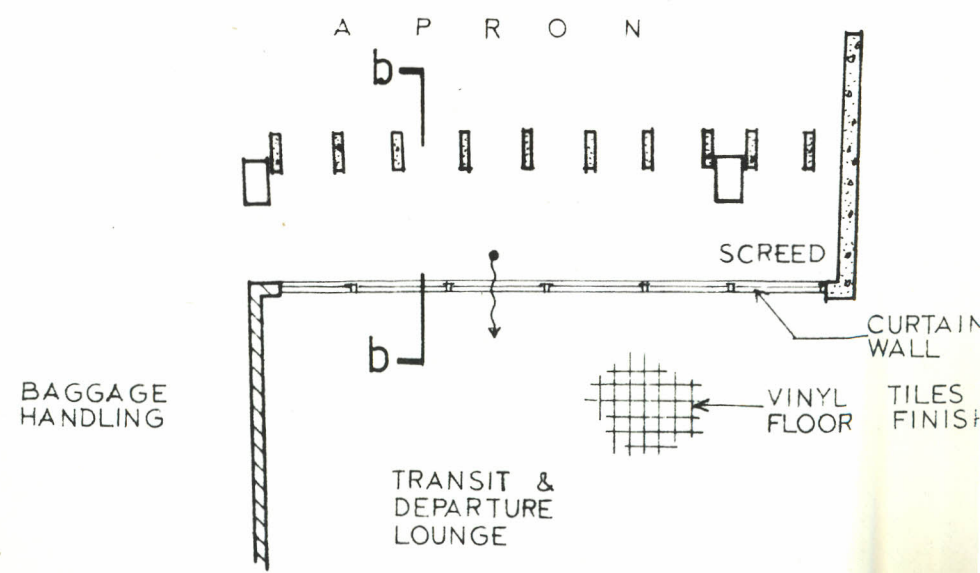 A P R O N
b
SCREED
b
CURTAIN
WALL
BAGGAGE
HANDLING
VINYL TILES
FLOOR FINISH
TRANSIT &
DEPARTURE
LOUNGE